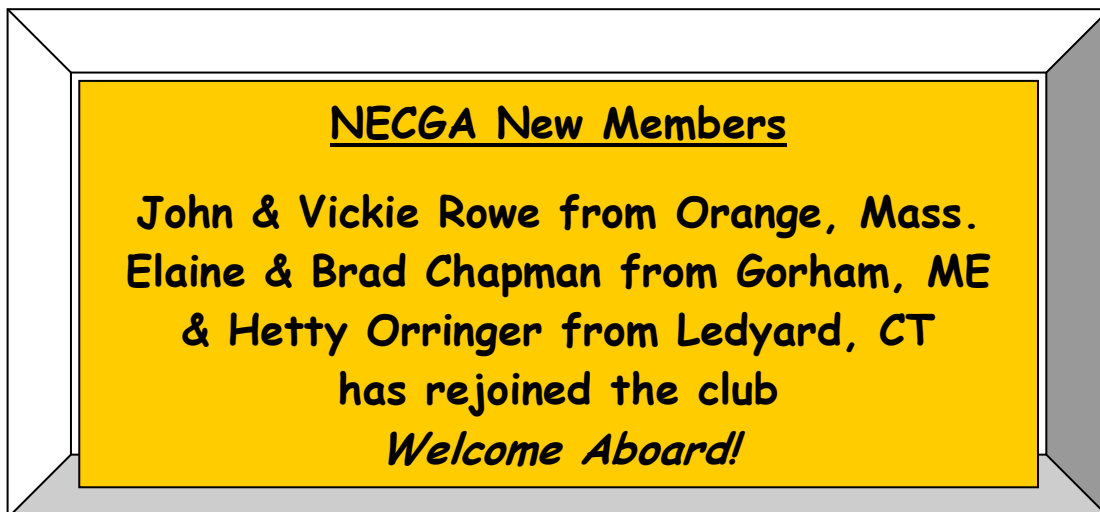 NECGA New Members
John & Vickie Rowe from Orange, Mass.
Elaine & Brad Chapman from Gorham, ME
& Hetty Orringer from Ledyard, CT
has rejoined the club
Welcome Aboard!